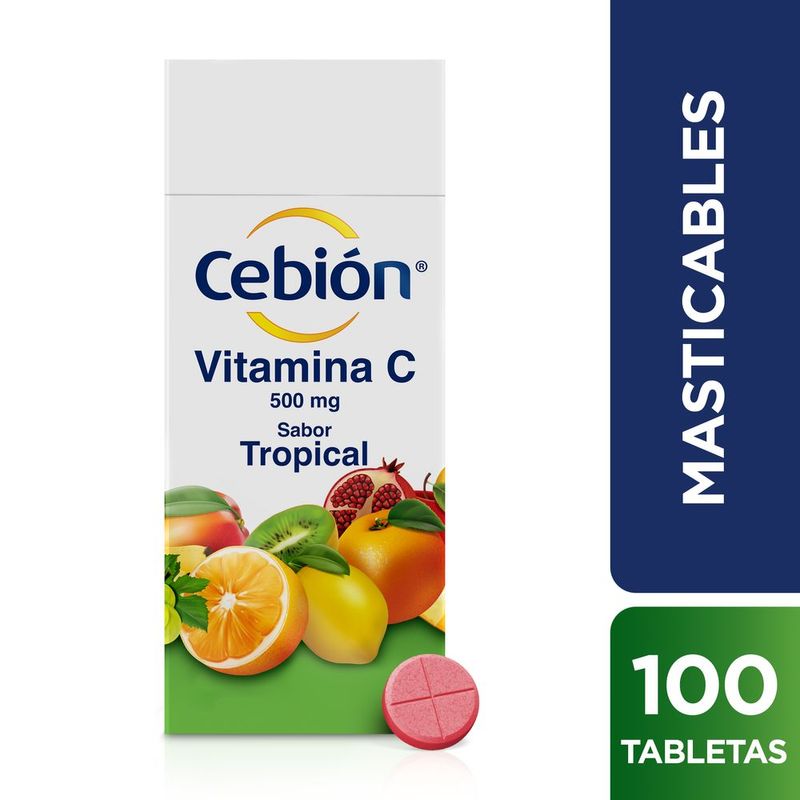 Cebión®
Vitamina C
500 mg
Sabor
Tropical
MASTICABLES
100
TABLETAS